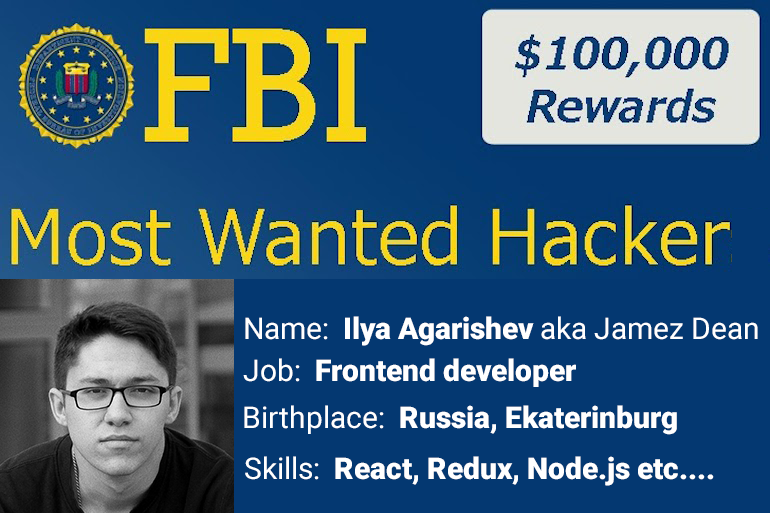 FBI
$100,000
Rewards
Most Wanted Hacker
Name: Ilya Agarishev aka Jamez Dean
Job: Frontend developer
Birthplace: Russia, Ekaterinburg
Skills: React, Redux, Node.js etc....